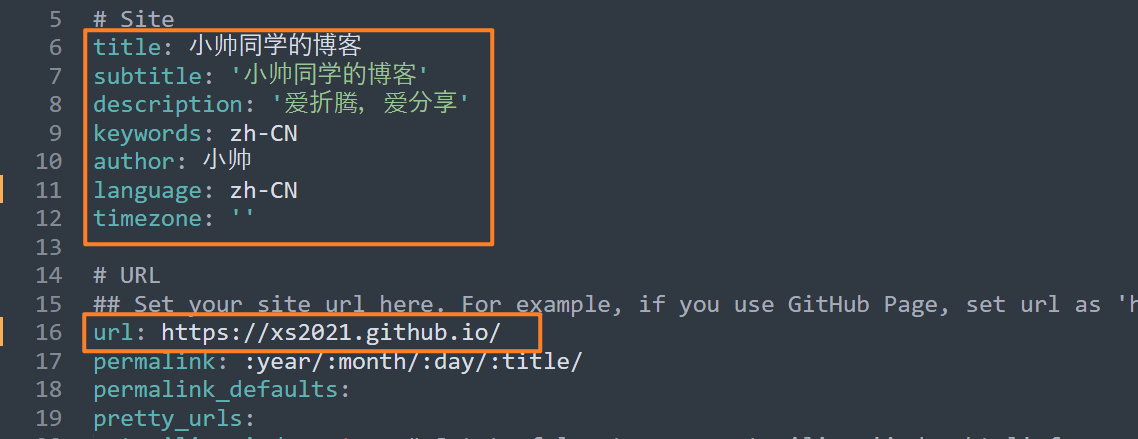 5 # Site
6 title: 小帅同学的博客
7 subtitle: '小帅同学的博客'
8 description: '爱折腾，爱分享'
9 keywords: zh-CN
10 author: 小帅
11 language: zh-CN
12 timezone: ''
13
14 # URL
15 ## Set your site url here. For example, if you use GitHub Page, set url as 'h
16 url: https://xs2021.github.io/
17 permalink: :year/:month/:day/:title/
18 permalink_defaults:
19 pretty_urls: